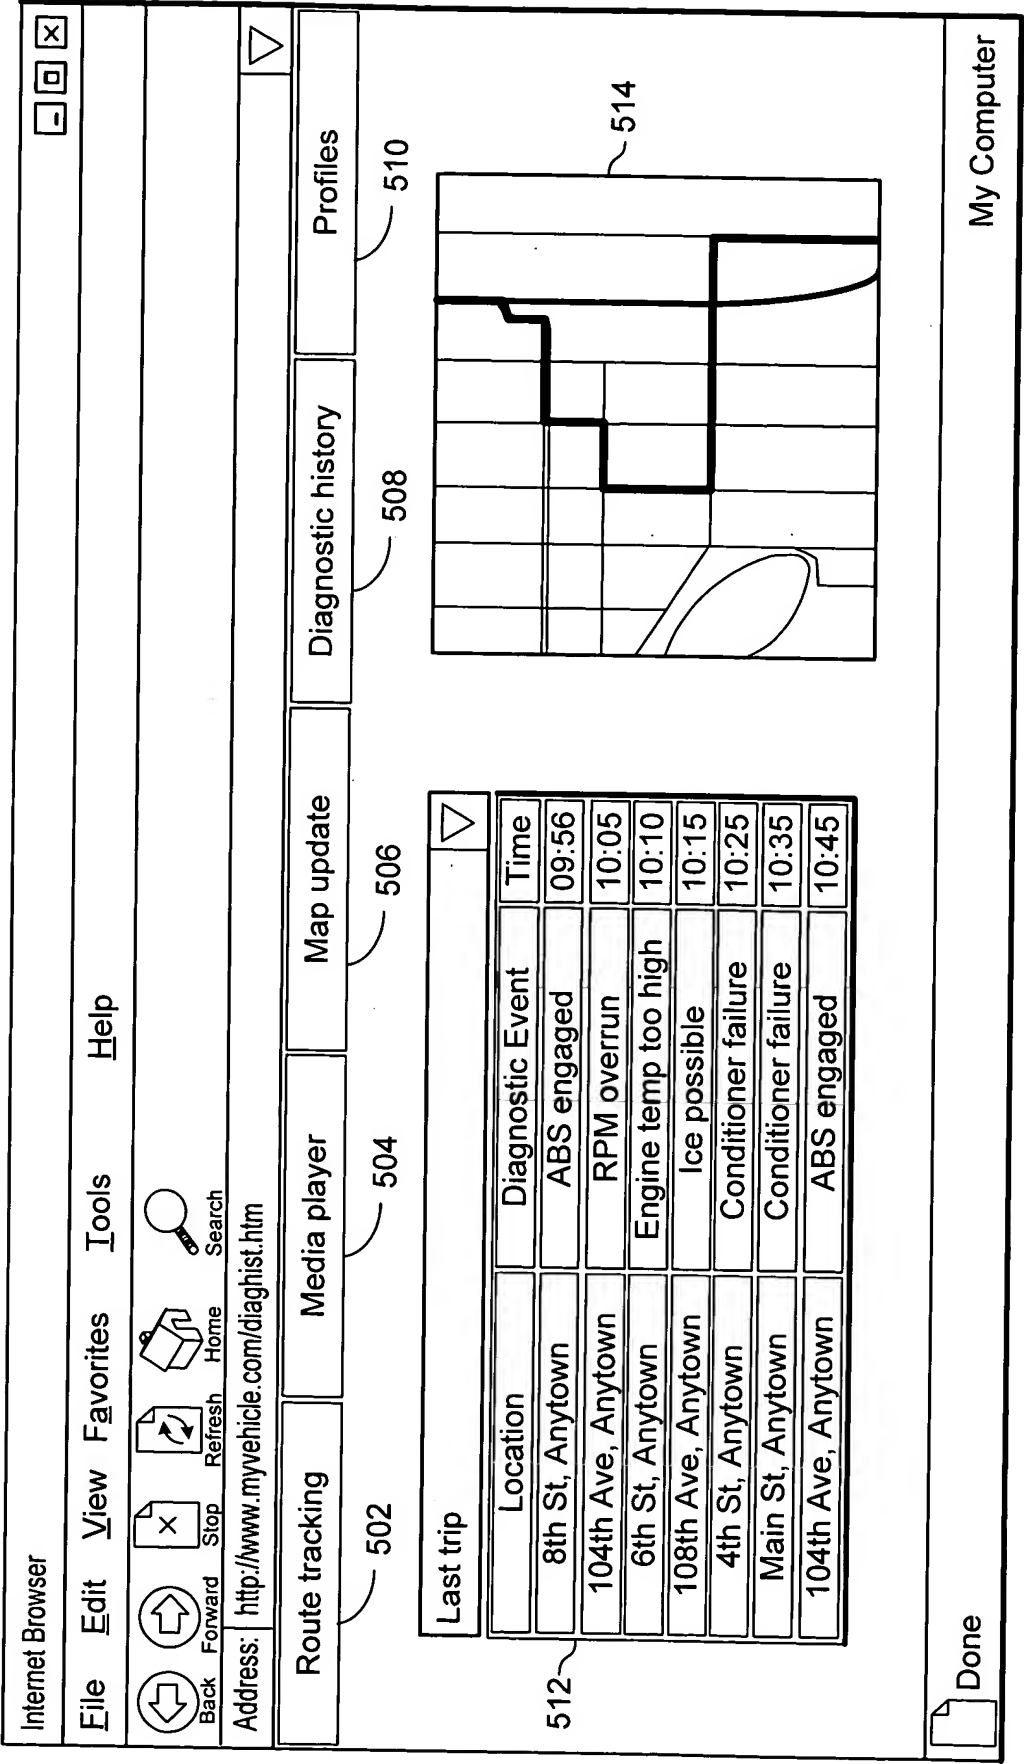 Internet Browser
File Edit View Favorites Tools Help
Back Forward Stop Refresh Home Search
Address: http://www.myvehicle.com/diaghist.htm
Route tracking Media player Map update Diagnostic history Profiles
502 504 506 508 510
Last trip
Location Diagnostic Event Time
8th St, Anytown ABS engaged 09:56
104th Ave, Anytown RPM overrun 10:05
6th St, Anytown Engine temp too high 10:10
108th Ave, Anytown Ice possible 10:15
4th St, Anytown Conditioner failure 10:25
Main St, Anytown Conditioner failure 10:35
104th Ave, Anytown ABS engaged 10:45
512
514
Done My Computer